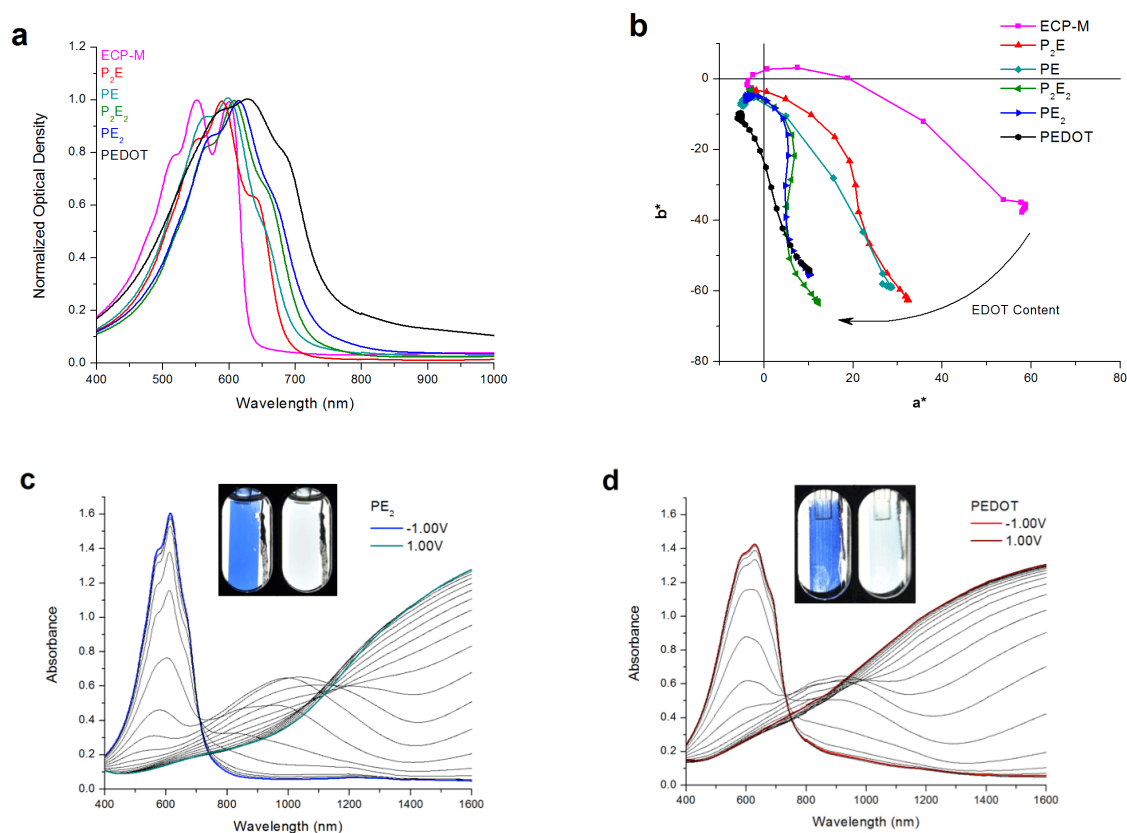 a
ECP-M
P2E
PE
P2E2
PE2
PEDOT
Normalized Optical Density
1.2
1.0
0.8
0.6
0.4
0.2
0.0
400 500 600 700 800 900 1000
Wavelength (nm)
b
ECP-M
P2E
PE
P2E2
PE2
PEDOT
b*
0
-20
-40
-60
-80
EDOT Content
0 20 40 60 80
a*
c
PE2
-1.00V
1.00V
Absorbance
1.6
1.4
1.2
1.0
0.8
0.6
0.4
0.2
0.0
400 600 800 1000 1200 1400 1600
Wavelength (nm)
d
PEDOT
-1.00V
1.00V
Absorbance
1.6
1.4
1.2
1.0
0.8
0.6
0.4
0.2
0.0
400 600 800 1000 1200 1400 1600
Wavelength (nm)